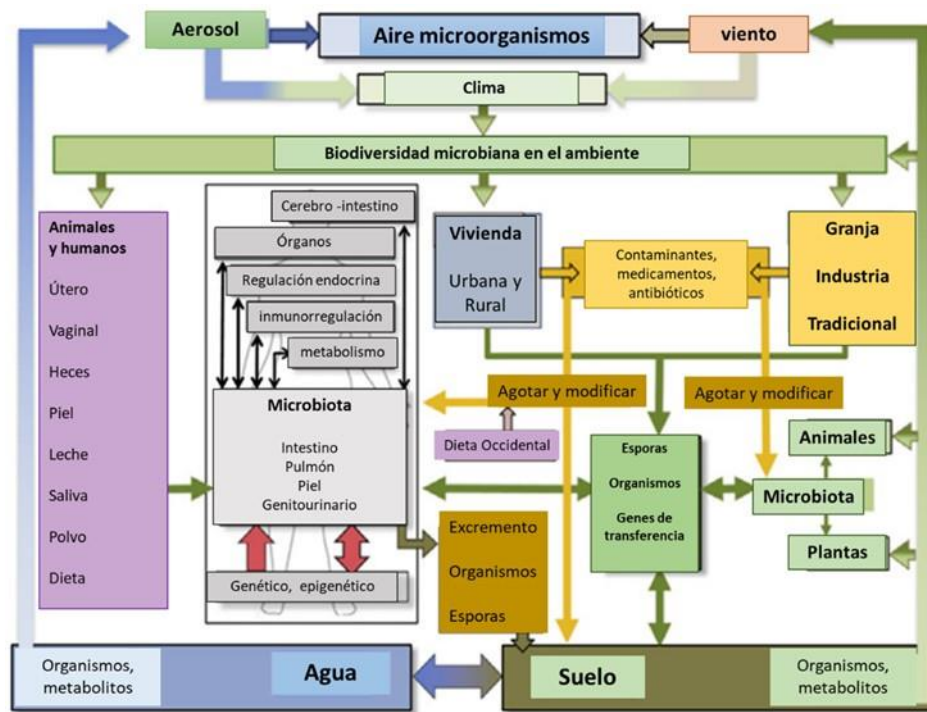 Aerosol
Aire microorganismos
viento
Clima
Biodiversidad microbiana en el ambiente
Animales
y humanos
Útero
Vaginal
Heces
Piel
Leche
Saliva
Polvo
Dieta
Cerebro -intestino
Órganos
Regulación endocrina
inmunorregulación
metabolismo
Microbiota
Intestino
Pulmón
Piel
Genitourinario
Genético, epigenético
Vivienda
Urbana y
Rural
Contaminantes,
medicamentos,
antibióticos
Granja
Industria
Tradicional
Agotar y modificar
Dieta Occidental
Agotar y modificar
Esporas
Organismos
Genes de
transferencia
Animales
Microbiota
Plantas
Excremento
Organismos
Esporas
Organismos,
metabolitos
Agua
Suelo
Organismos,
metabolitos